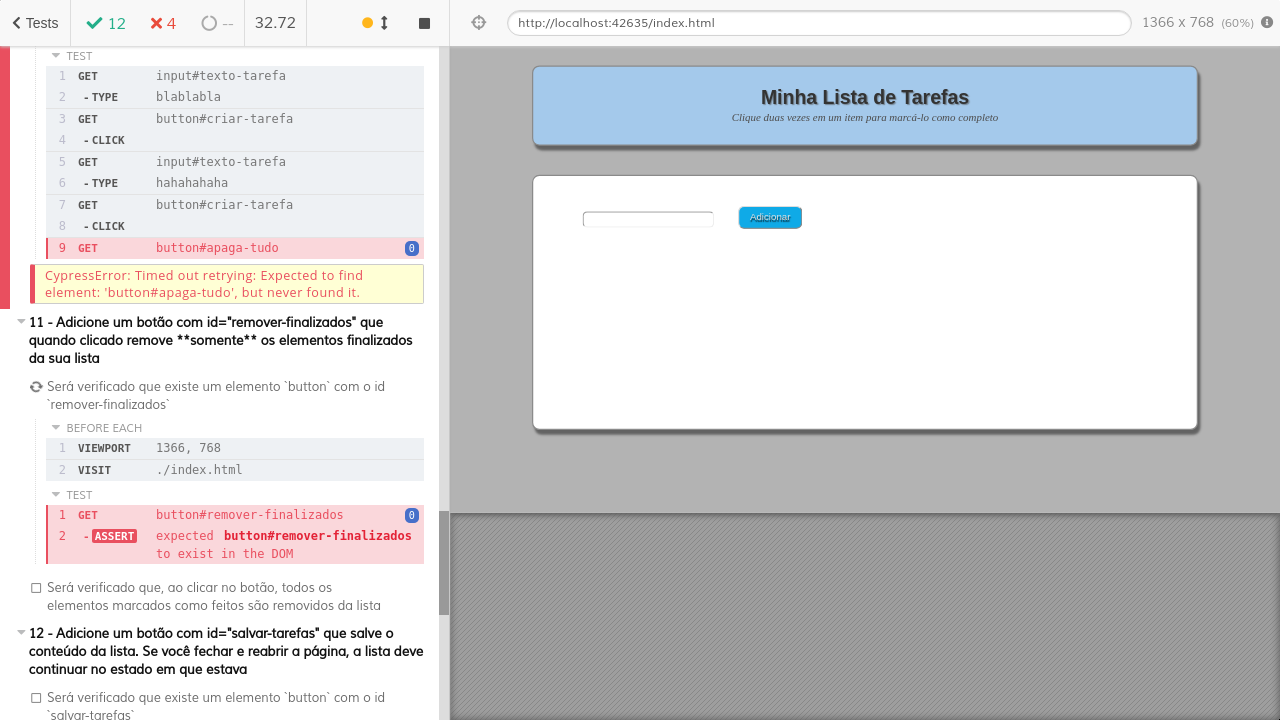 Tests 12 4 -- 32.72
http://localhost:42635/index.html 1366 x 768 (60%)
TEST
1 GET input#texto-tarefa
2 - TYPE blablabla
3 GET button#criar-tarefa
4 - CLICK
5 GET input#texto-tarefa
6 - TYPE hahahahaha
7 GET button#criar-tarefa
8 - CLICK
9 GET button#apaga-tudo 0
CypressError: Timed out retrying: Expected to find
element: 'button#apaga-tudo', but never found it.
11 - Adicione um botão com id="remover-finalizados" que
quando clicado remove **somente** os elementos finalizados
da sua lista
Será verificado que existe um elemento `button` com o id
`remover-finalizados`
BEFORE EACH
1 VIEWPORT 1366, 768
2 VISIT ./index.html
TEST
1 GET button#remover-finalizados 0
2 - ASSERT expected button#remover-finalizados
to exist in the DOM
Será verificado que, ao clicar no botão, todos os
elementos marcados como feitos são removidos da lista
12 - Adicione um botão com id="salvar-tarefas" que salve o
conteúdo da lista. Se você fechar e reabrir a página, a lista deve
continuar no estado em que estava
Será verificado que existe um elemento `button` com o id
`salvar-tarefas`
Minha Lista de Tarefas
Clique duas vezes em um item para marcá-lo como completo
Adicionar